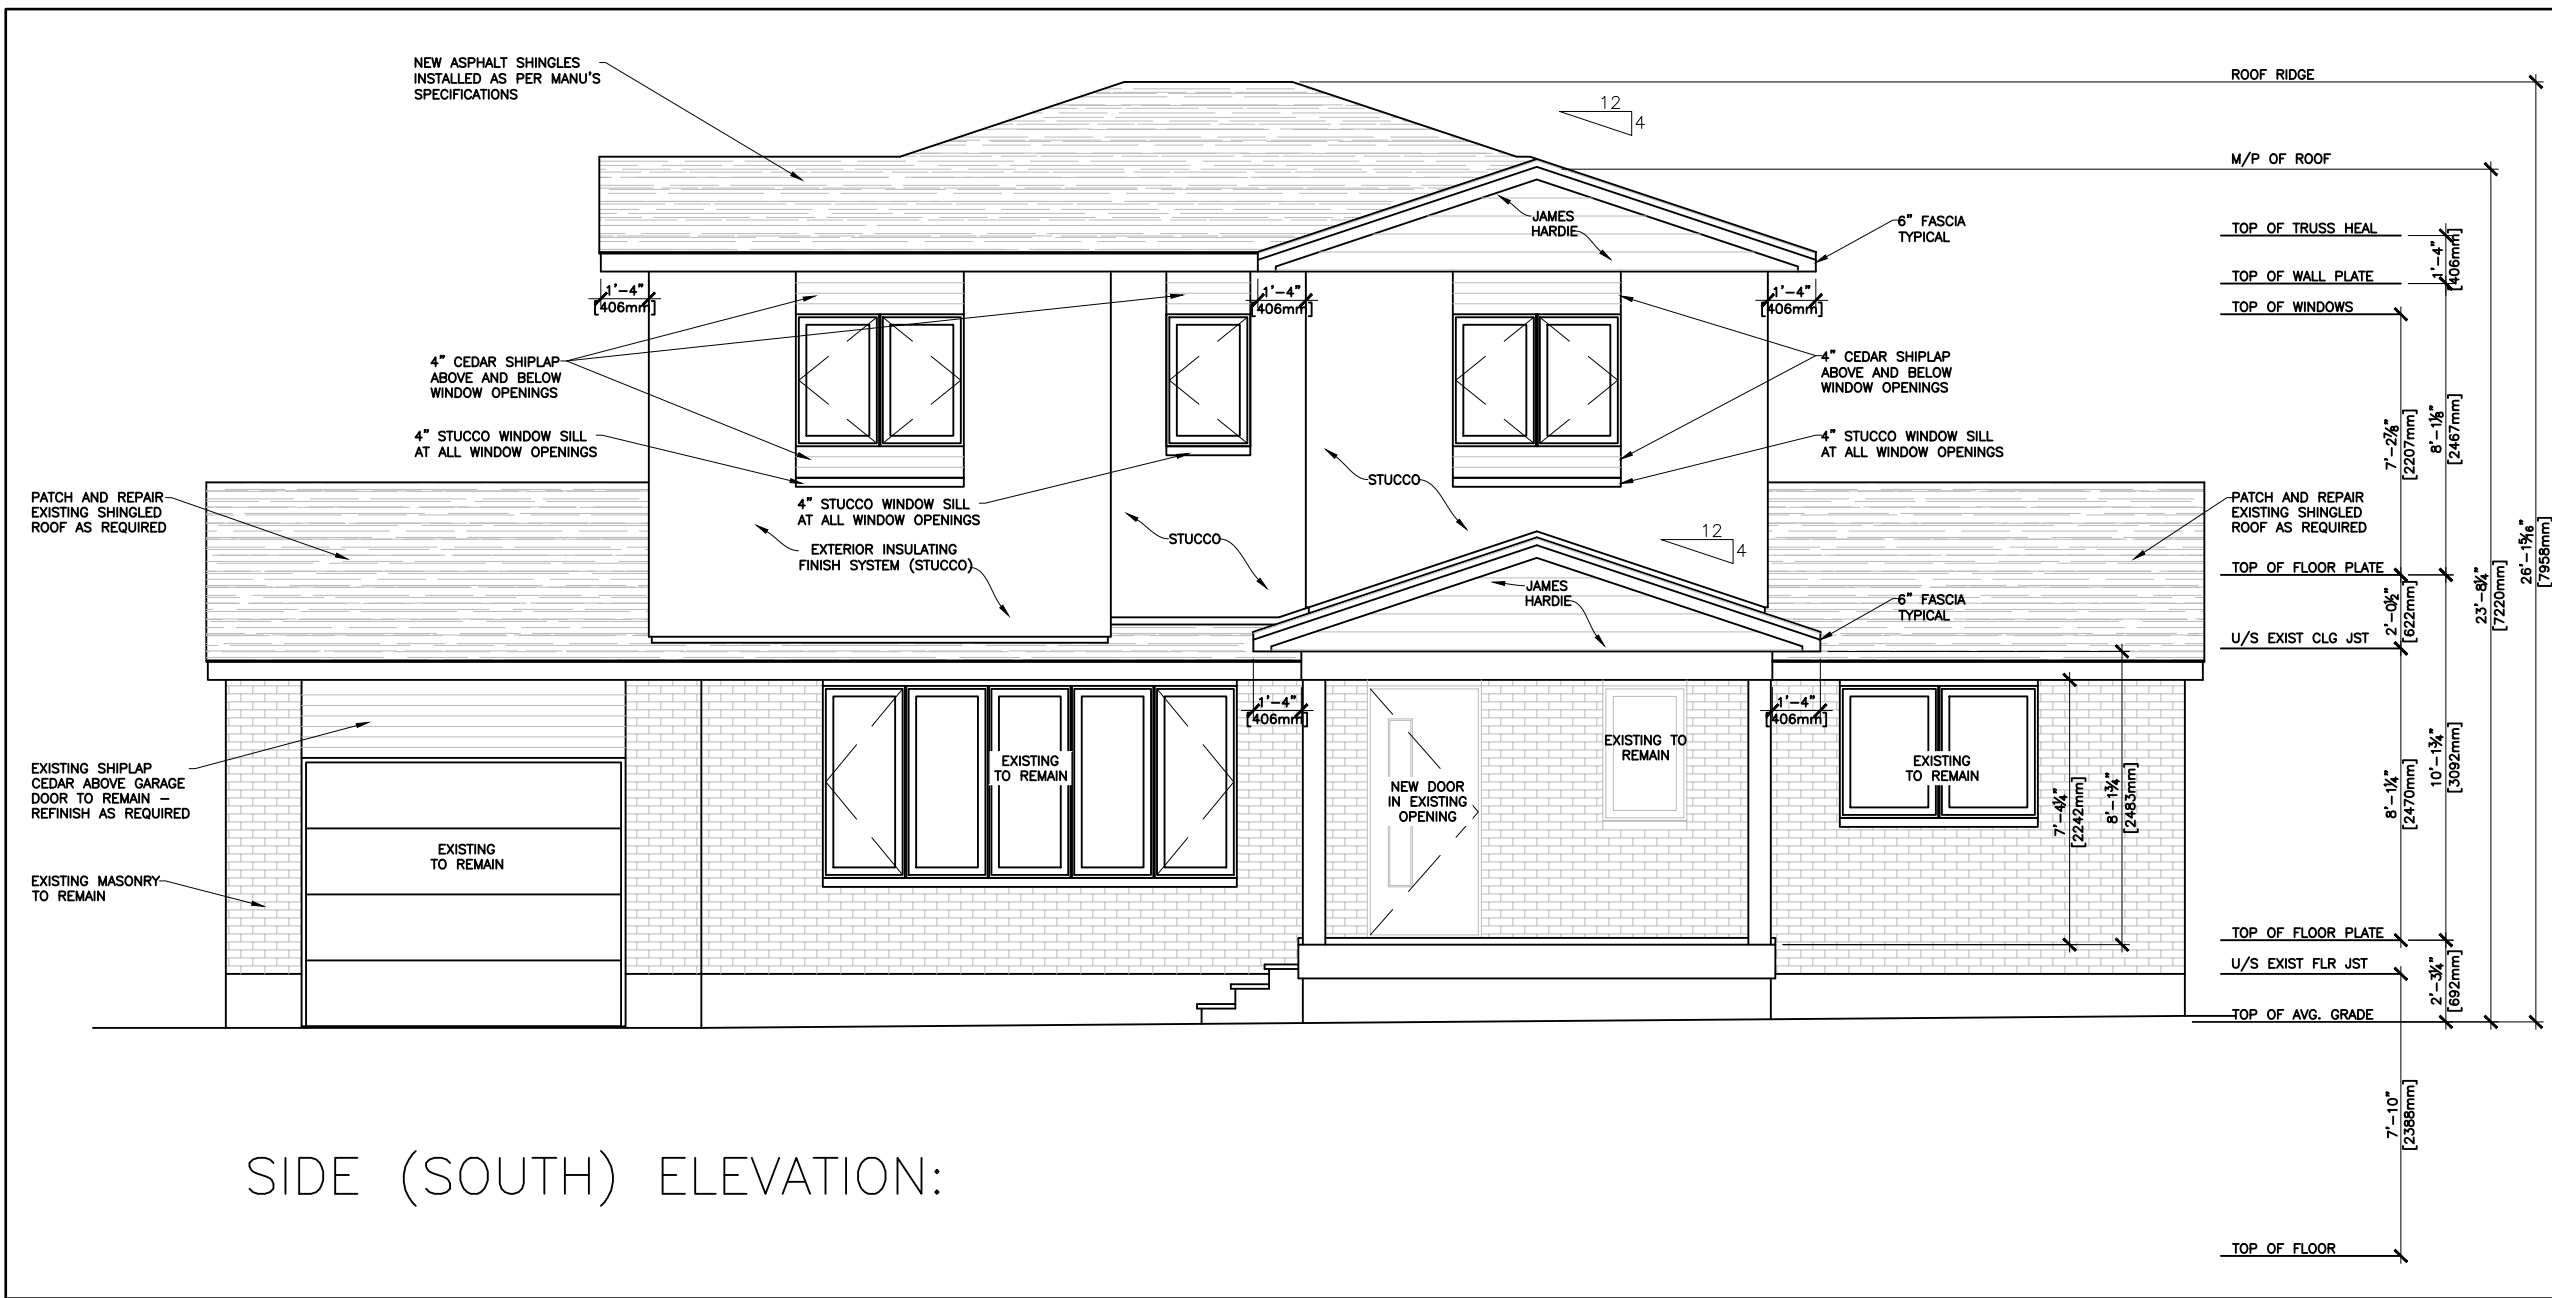 NEW ASPHALT SHINGLES
INSTALLED AS PER MANU'S
SPECIFICATIONS
ROOF RIDGE
12
4
M/P OF ROOF
JAMES
HARDIE
6" FASCIA
TYPICAL
TOP OF TRUSS HEAL
1'-4"
[406mm]
TOP OF WALL PLATE
1'-4"
[406mm]
1'-4"
[406mm]
1'-4"
[406mm]
TOP OF WINDOWS
4" CEDAR SHIPLAP
ABOVE AND BELOW
WINDOW OPENINGS
4" CEDAR SHIPLAP
ABOVE AND BELOW
WINDOW OPENINGS
4" STUCCO WINDOW SILL
AT ALL WINDOW OPENINGS
4" STUCCO WINDOW SILL
AT ALL WINDOW OPENINGS
7'-2⅞"
[2207mm]
8'-1⅛"
[2467mm]
STUCCO
PATCH AND REPAIR
EXISTING SHINGLED
ROOF AS REQUIRED
4" STUCCO WINDOW SILL
AT ALL WINDOW OPENINGS
PATCH AND REPAIR
EXISTING SHINGLED
ROOF AS REQUIRED
STUCCO
EXTERIOR INSULATING
FINISH SYSTEM (STUCCO)
12
4
26'-1 15/16"
[7958mm]
TOP OF FLOOR PLATE
JAMES
HARDIE
6" FASCIA
TYPICAL
2'-0½"
[622mm]
23'-8¼"
[7220mm]
U/S EXIST CLG JST
1'-4"
[406mm]
1'-4"
[406mm]
EXISTING TO
REMAIN
EXISTING
TO REMAIN
EXISTING
TO REMAIN
EXISTING SHIPLAP
CEDAR ABOVE GARAGE
DOOR TO REMAIN –
REFINISH AS REQUIRED
NEW DOOR
IN EXISTING
OPENING
7'-4¼"
[2242mm]
8'-1¾"
[2483mm]
8'-1¼"
[2470mm]
10'-1¾"
[3092mm]
EXISTING
TO REMAIN
EXISTING MASONRY
TO REMAIN
TOP OF FLOOR PLATE
U/S EXIST FLR JST
2'-3¼"
[692mm]
TOP OF AVG. GRADE
7'-10"
[2388mm]
SIDE (SOUTH) ELEVATION:
TOP OF FLOOR